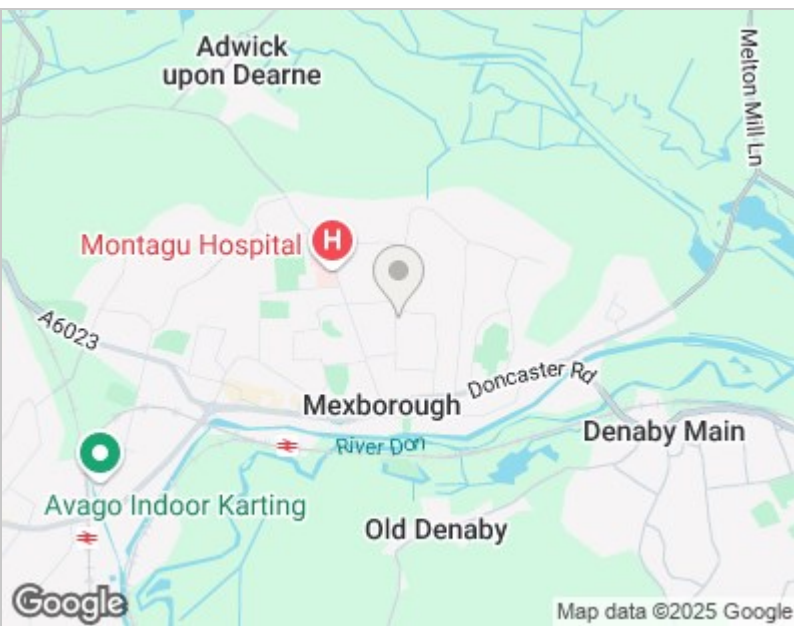 Adwick
upon Dearne
Melton Mill Ln
Montagu Hospital
H
A6023
Doncaster Rd
Mexborough
River Don
Denaby Main
Avago Indoor Karting
Old Denaby
Google
Map data ©2025 Google